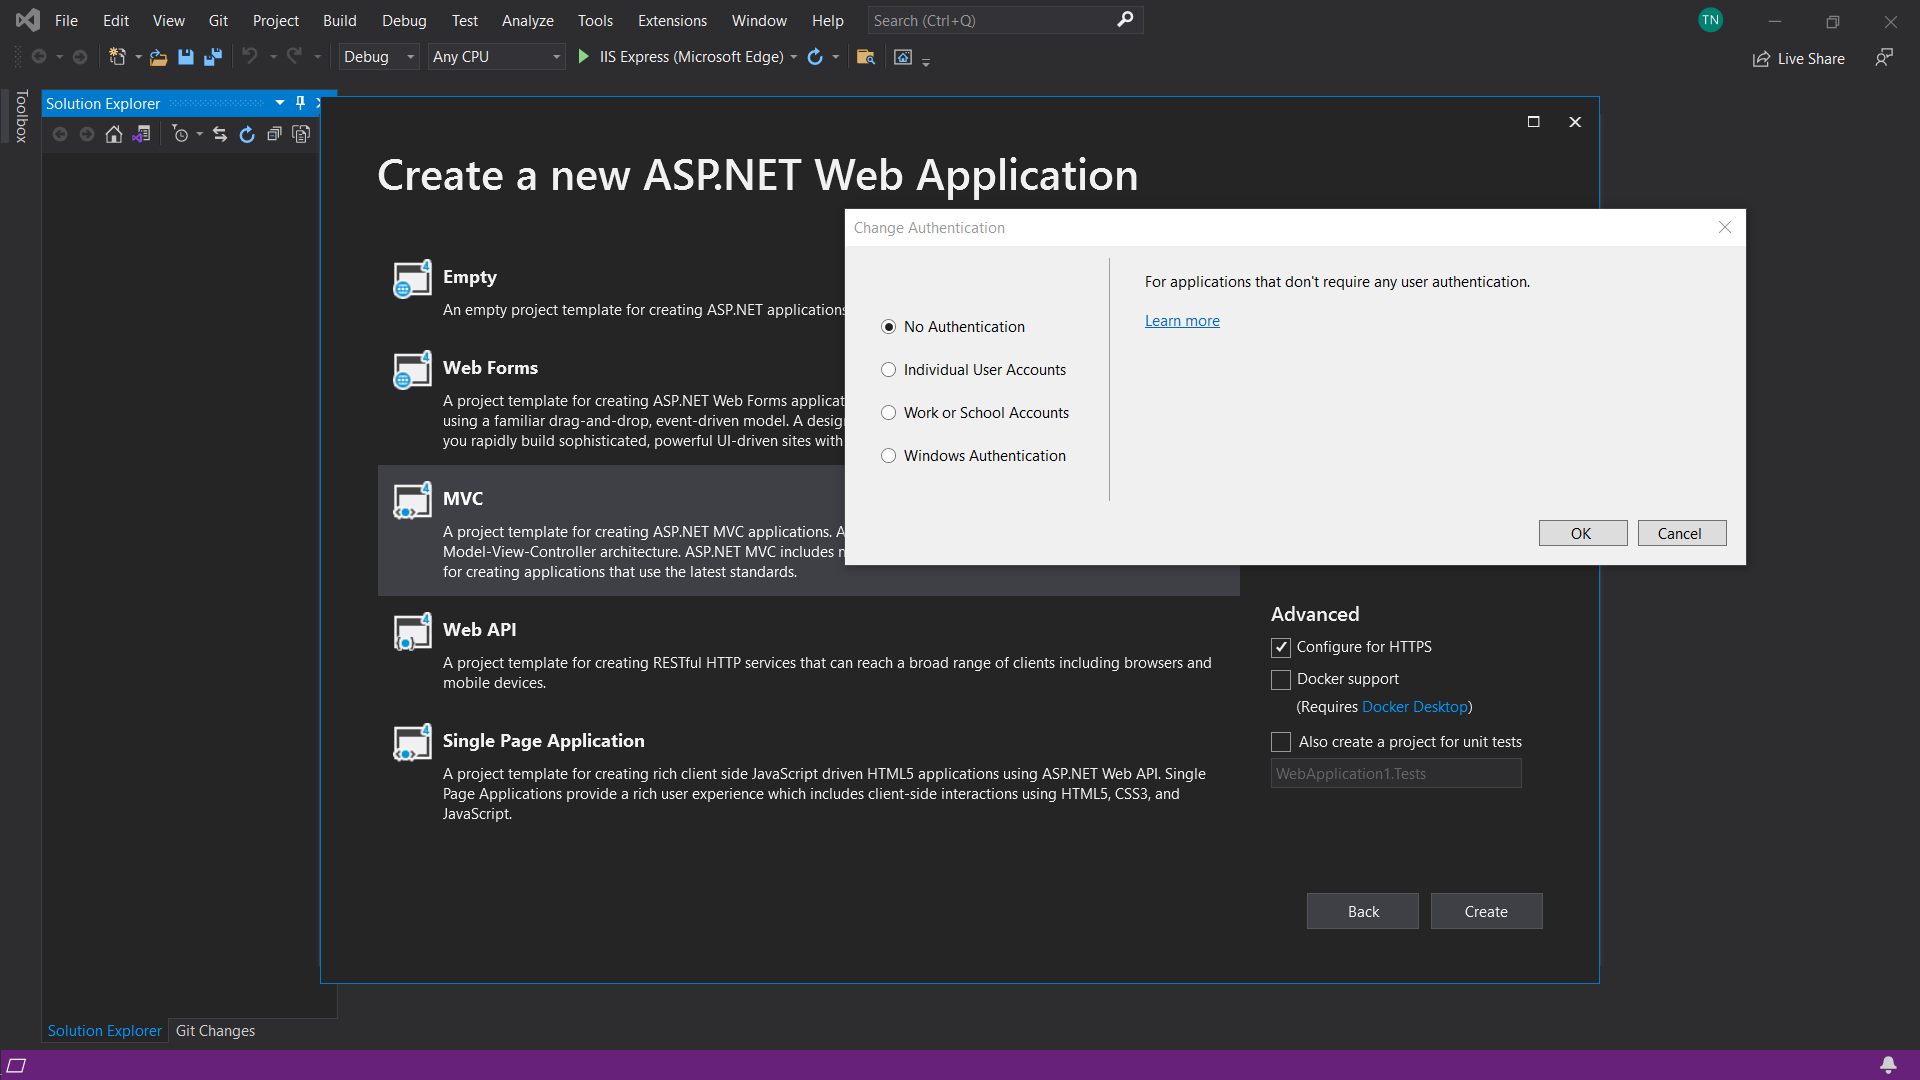 File Edit View Git Project Build Debug Test Analyze Tools Extensions Window Help Search (Ctrl+Q) TN
Debug Any CPU IIS Express (Microsoft Edge) Live Share
Toolbox
Solution Explorer
Create a new ASP.NET Web Application
Change Authentication
For applications that don't require any user authentication.
Learn more
No Authentication
Individual User Accounts
Work or School Accounts
Windows Authentication
OK Cancel
Empty
An empty project template for creating ASP.NET applications
Web Forms
A project template for creating ASP.NET Web Forms applicat
using a familiar drag-and-drop, event-driven model. A desig
you rapidly build sophisticated, powerful UI-driven sites with
MVC
A project template for creating ASP.NET MVC applications. A
Model-View-Controller architecture. ASP.NET MVC includes
for creating applications that use the latest standards.
Web API
A project template for creating RESTful HTTP services that can reach a broad range of clients including browsers and
mobile devices.
Single Page Application
A project template for creating rich client side JavaScript driven HTML5 applications using ASP.NET Web API. Single
Page Applications provide a rich user experience which includes client-side interactions using HTML5, CSS3, and
JavaScript.
Advanced
Configure for HTTPS
Docker support
(Requires Docker Desktop)
Also create a project for unit tests
WebApplication1.Tests
Back Create
Solution Explorer Git Changes